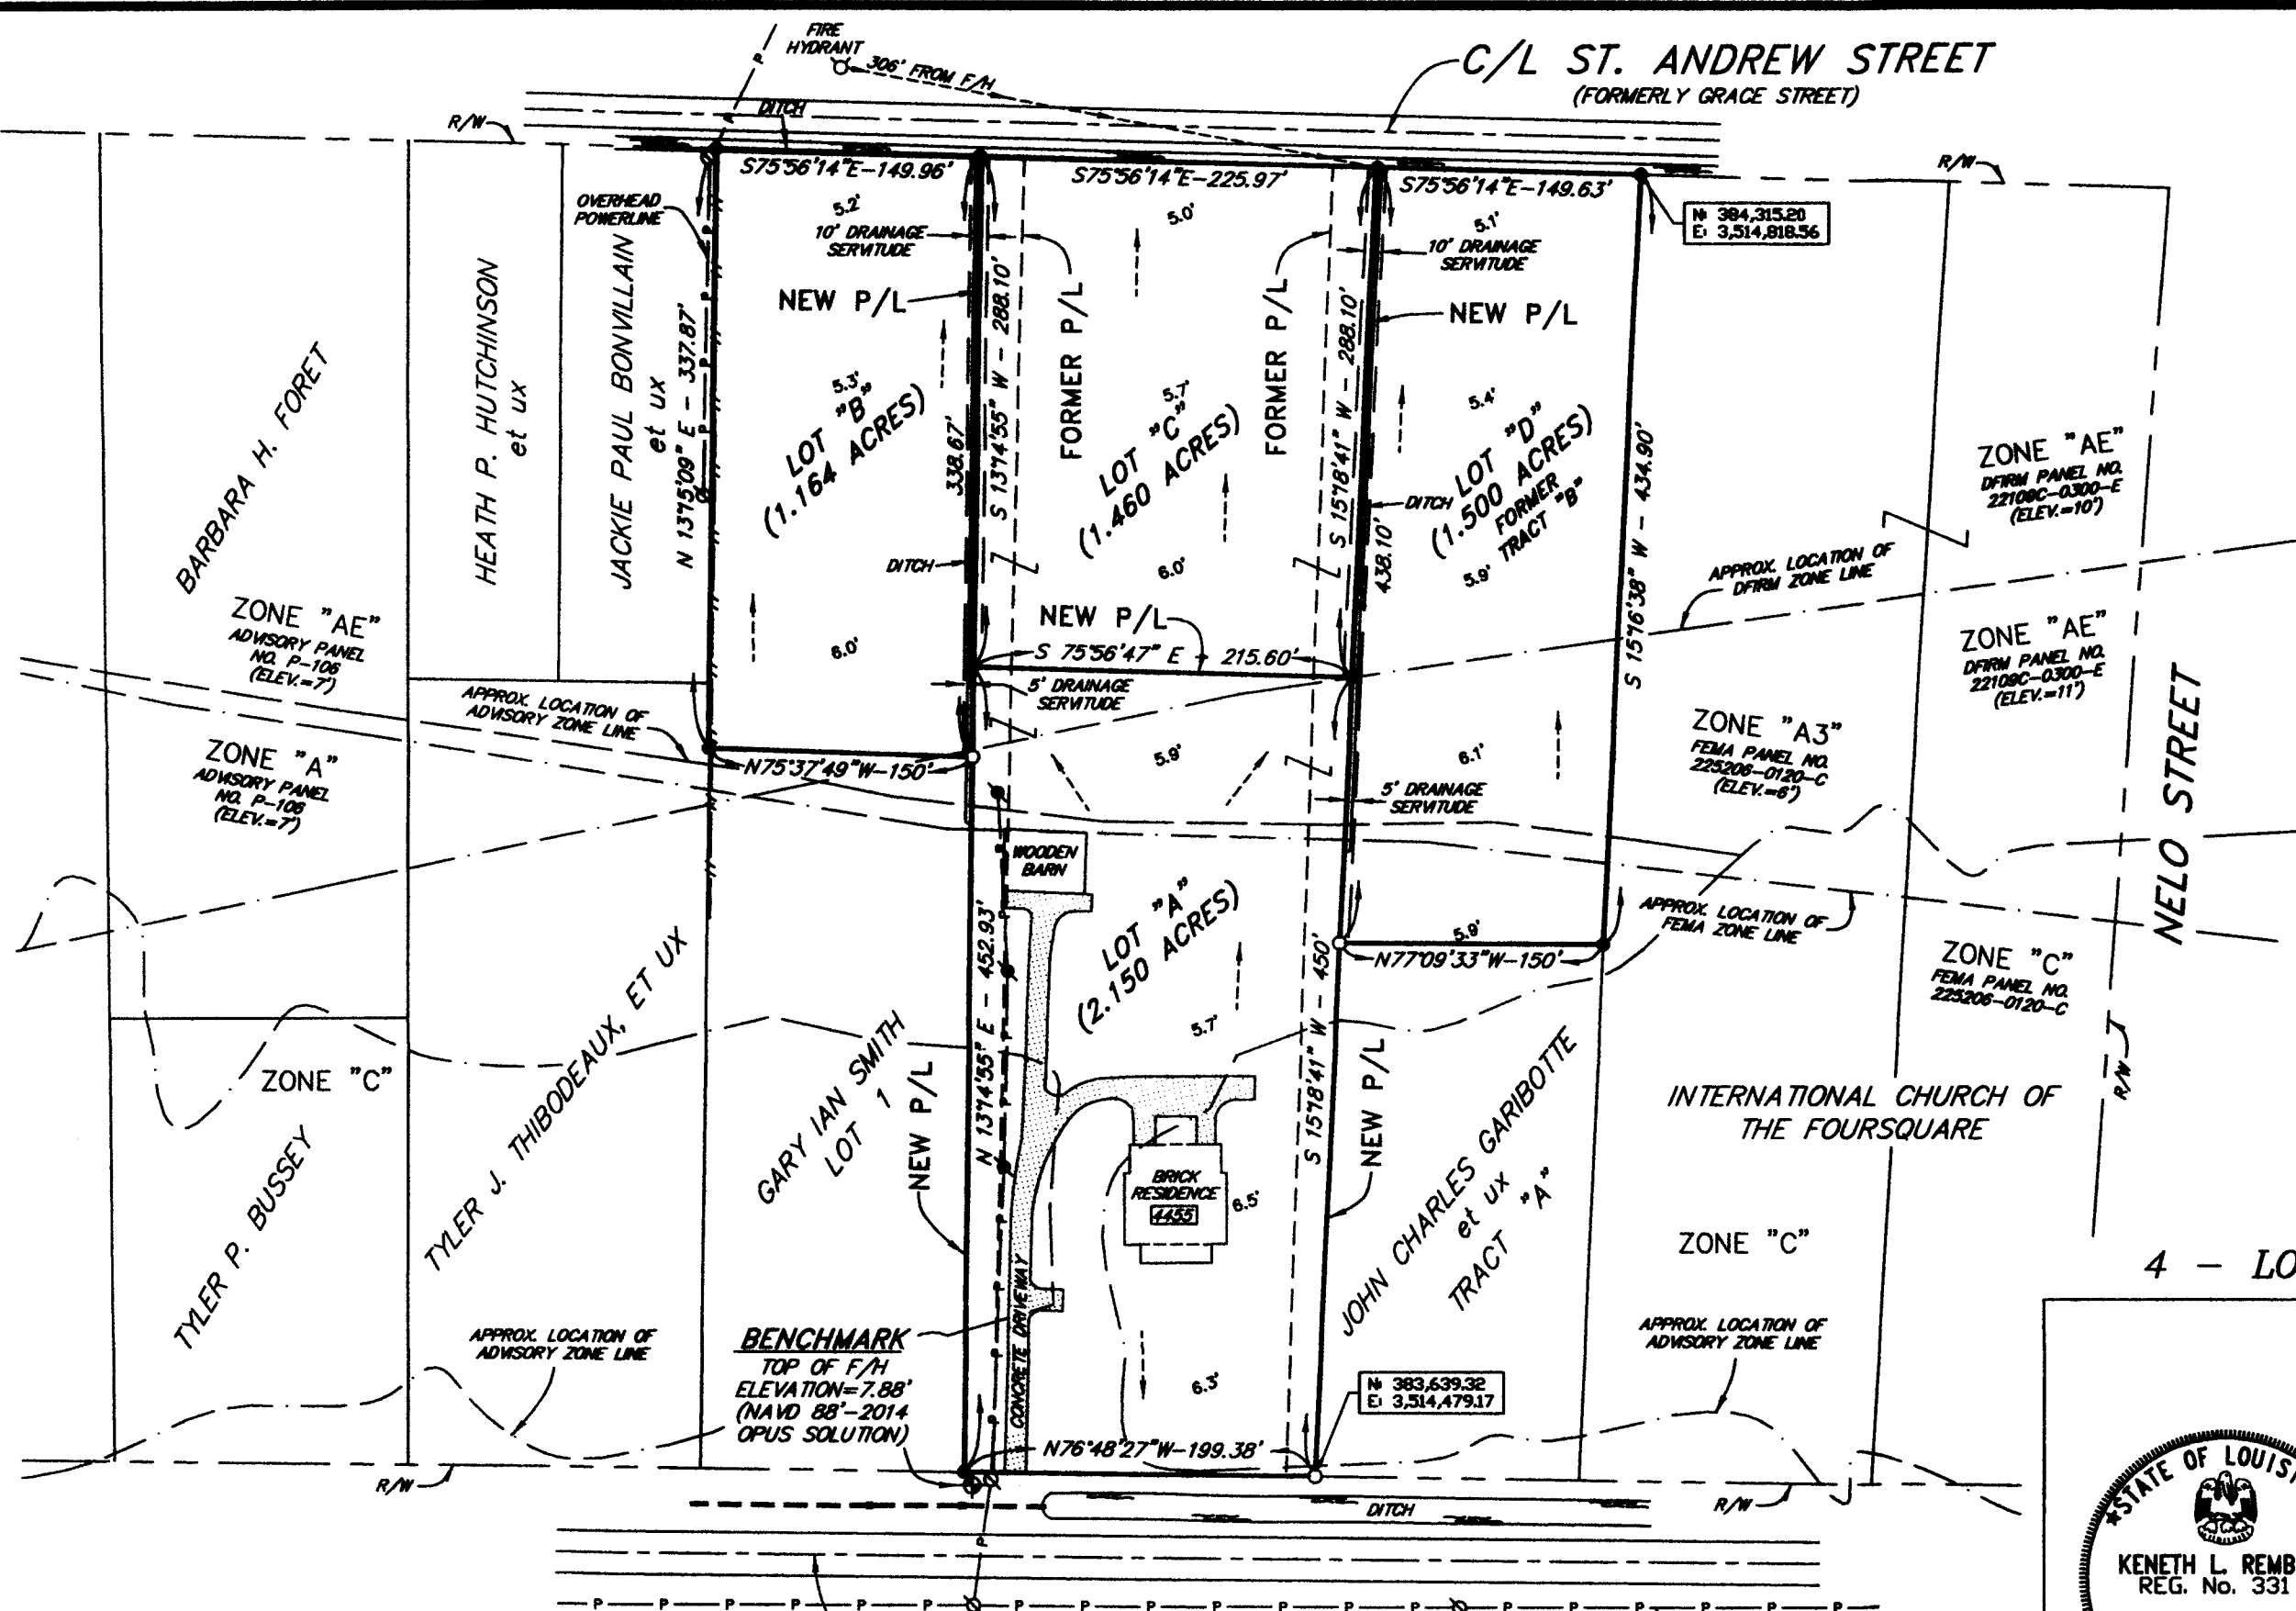 FIRE
HYDRANT
306' FROM F/H
C/L ST. ANDREW STREET
(FORMERLY GRACE STREET)
R/W
DITCH
R/W
S75°56'14"E-149.96'
S75°56'14"E-225.97'
S75°56'14"E-149.63'
N: 384,315.20
E: 3,514,818.56
OVERHEAD
POWERLINE
5.2'
10' DRAINAGE
SERVITUDE
5.0'
5.1'
10' DRAINAGE
SERVITUDE
NEW P/L
FORMER P/L
FORMER P/L
NEW P/L
BARBARA H. FORET
HEATH P. HUTCHINSON
et ux
JACKIE PAUL BONVILLAIN
et ux
N 13°15'09" E - 337.87'
5.3'
LOT "B"
(1.164 ACRES)
338.67'
S 13°14'55" W - 288.10'
5.7'
LOT "C"
(1.460 ACRES)
S 15°18'41" W - 288.10'
438.10'
5.4'
LOT "D"
(1.500 ACRES)
FORMER
TRACT "B"
5.9'
DITCH
S 15°16'38" W - 434.90'
ZONE "AE"
DFIRM PANEL NO.
22109C-0300-E
(ELEV.=10')
DITCH
6.0'
APPROX. LOCATION OF
DFIRM ZONE LINE
ZONE "AE"
ADVISORY PANEL
NO. P-106
(ELEV.=7')
6.0'
NEW P/L
S 75°56'47" E - 215.60'
5' DRAINAGE
SERVITUDE
ZONE "AE"
DFIRM PANEL NO.
22109C-0300-E
(ELEV.=11')
APPROX. LOCATION OF
ADVISORY ZONE LINE
ZONE "A"
ADVISORY PANEL
NO. P-106
(ELEV.=7')
N75°37'49"W-150'
5.9'
6.1'
5' DRAINAGE
SERVITUDE
ZONE "A3"
FEMA PANEL NO.
225206-0120-C
(ELEV.=6')
NELO STREET
WOODEN
BARN
LOT "A"
(2.150 ACRES)
5.9'
N77°09'33"W-150'
APPROX. LOCATION OF
FEMA ZONE LINE
ZONE "C"
FEMA PANEL NO.
225206-0120-C
N 13°14'55" E - 452.93'
S 15°18'41" W - 450'
5.7'
TYLER J. THIBODEAUX, ET UX
GARY IAN SMITH
LOT 1
NEW P/L
NEW P/L
ZONE "C"
TYLER P. BUSSEY
R/W
INTERNATIONAL CHURCH OF
THE FOURSQUARE
BRICK
RESIDENCE
4455
6.5'
JOHN CHARLES GARIBOTTE
et ux
TRACT "A"
ZONE "C"
4 - LO
CONCRETE DRIVEWAY
APPROX. LOCATION OF
ADVISORY ZONE LINE
BENCHMARK
TOP OF F/H
ELEVATION=7.88'
(NAVD 88'-2014
OPUS SOLUTION)
6.3'
N: 383,639.32
E: 3,514,479.17
APPROX. LOCATION OF
ADVISORY ZONE LINE
N76°48'27"W-199.38'
R/W
DITCH
R/W
STATE OF LOUIS
KENETH L. REMB
REG. No. 331
P P P P P P P P P P P P P P P P P P